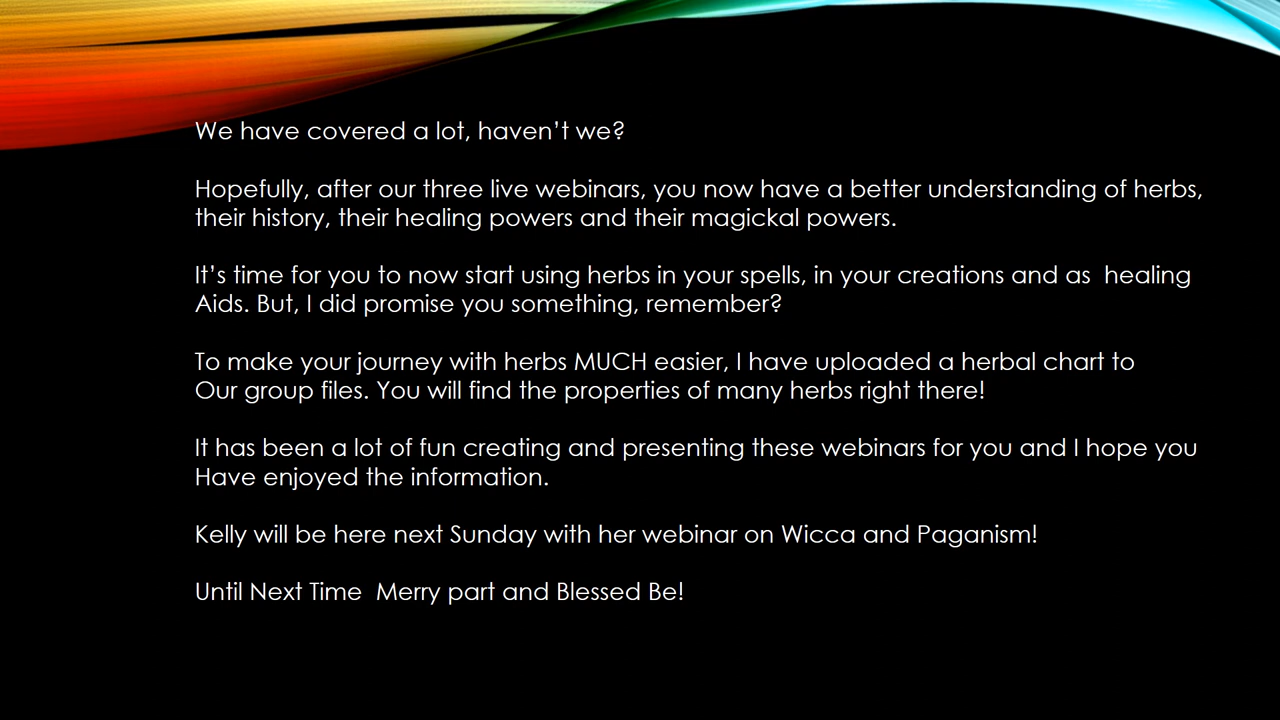 We have covered a lot, haven't we?
Hopefully, after our three live webinars, you now have a better understanding of herbs,
their history, their healing powers and their magickal powers.
It's time for you to now start using herbs in your spells, in your creations and as  healing
Aids. But, I did promise you something, remember?
To make your journey with herbs MUCH easier, I have uploaded a herbal chart to
Our group files. You will find the properties of many herbs right there!
It has been a lot of fun creating and presenting these webinars for you and I hope you
Have enjoyed the information.
Kelly will be here next Sunday with her webinar on Wicca and Paganism!
Until Next Time  Merry part and Blessed Be!